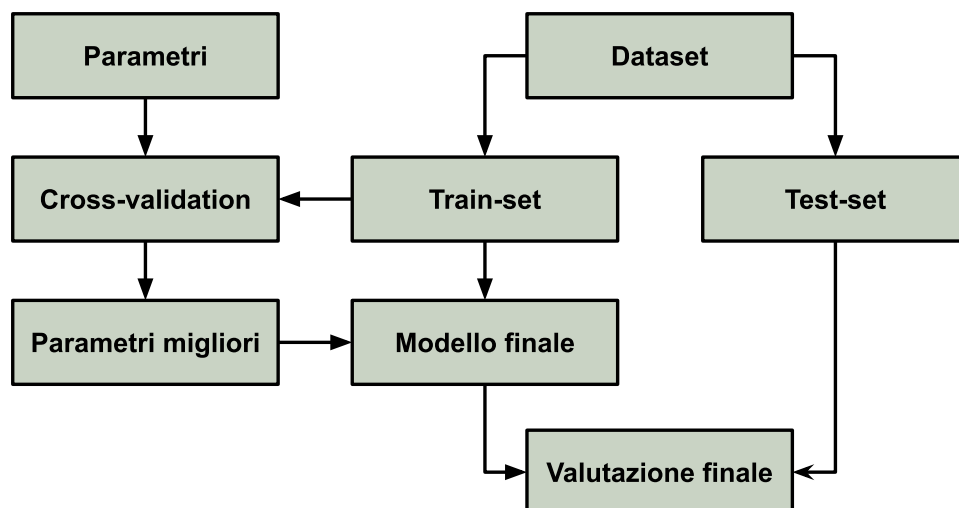 Parametri
Dataset
Cross-validation
Train-set
Test-set
Parametri migliori
Modello finale
Valutazione finale